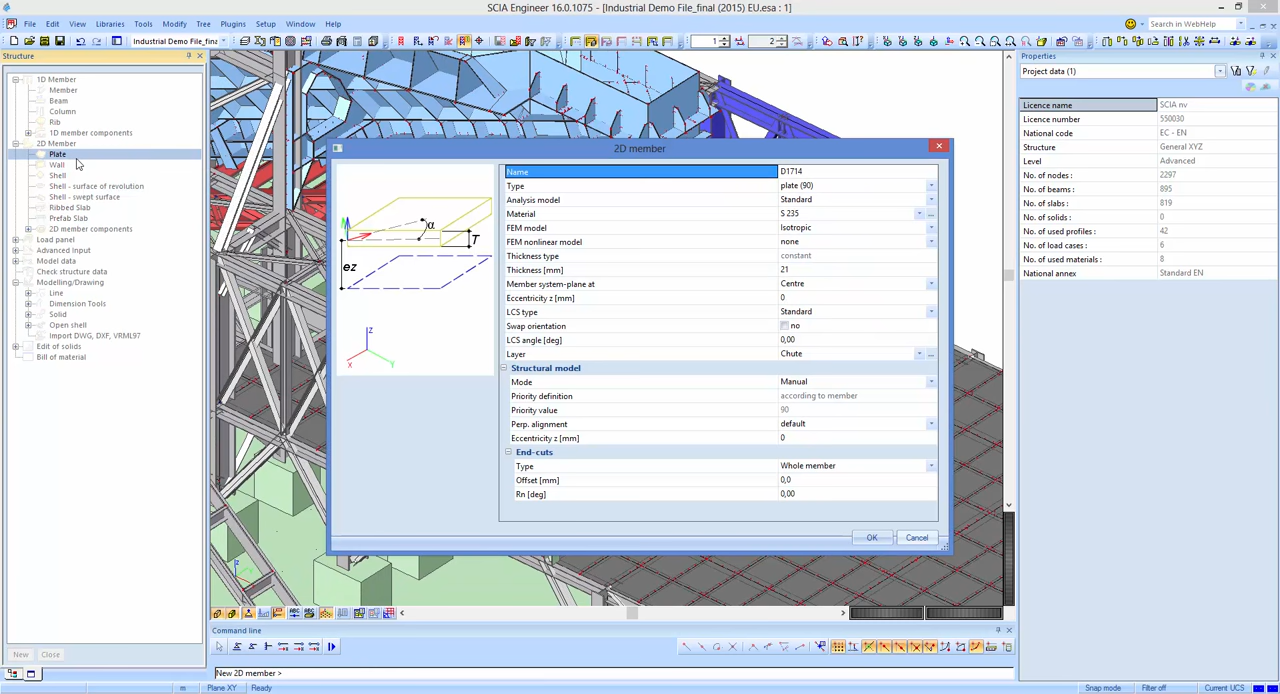 SCIA Engineer 16.0.1075 - [Industrial Demo File_final (2015) EU.esa : 1]
File Edit View Libraries Tools Modify Tree Plugins Setup Window Help
Search in WebHelp
Industrial Demo File_fina
1
2
Structure
1D Member
Member
Beam
Column
Rib
1D member components
2D Member
Plate
Wall
Shell
Shell - surface of revolution
Shell - swept surface
Ribbed Slab
Prefab Slab
2D member components
Load panel
Advanced Input
Model data
Check structure data
Modelling/Drawing
Line
Dimension Tools
Solid
Open shell
Import DWG, DXF, VRML97
Edit of solids
Bill of material
New Close
2D member
α
T
ez
z
x
y
Name D1714
Type plate (90)
Analysis model Standard
Material S 235
FEM model Isotropic
FEM nonlinear model none
Thickness type constant
Thickness [mm] 21
Member system-plane at Centre
Eccentricity z [mm] 0
LCS type Standard
Swap orientation no
LCS angle [deg] 0,00
Layer Chute
Structural model
Mode Manual
Priority definition according to member
Priority value 90
Perp. alignment default
Eccentricity z [mm] 0
End-cuts
Type Whole member
Offset [mm] 0,0
Rn [deg] 0,00
OK Cancel
Properties
Project data (1)
Licence name SCIA nv
Licence number 550030
National code EC - EN
Structure General XYZ
Level Advanced
No. of nodes : 2297
No. of beams : 895
No. of slabs : 819
No. of solids : 0
No. of used profiles : 42
No. of load cases : 6
No. of used materials : 8
National annex Standard EN
Command line
New 2D member >
m Plane XY Ready Snap mode Filter off Current UCS